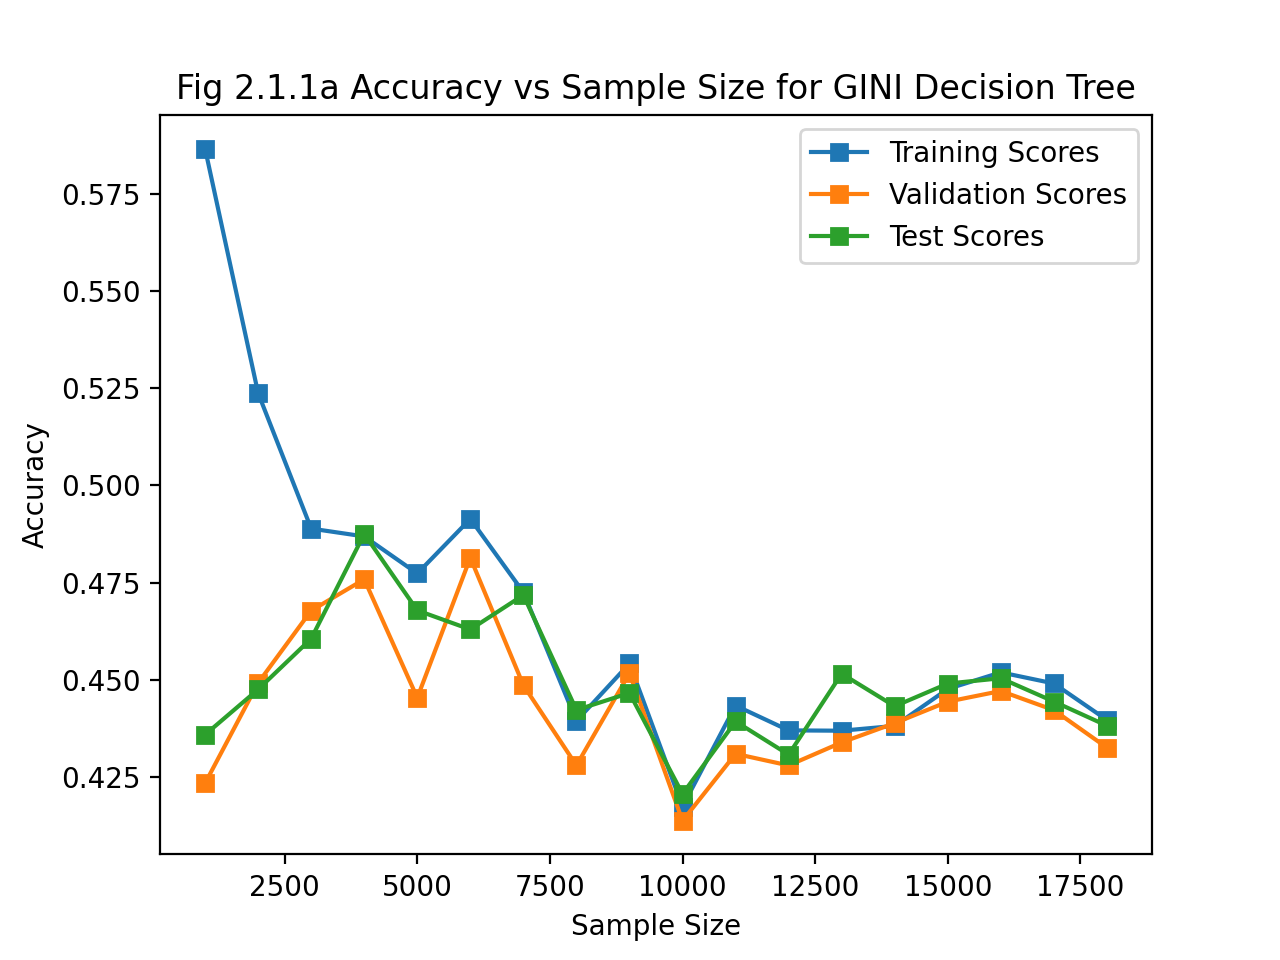 Fig 2.1.1a Accuracy vs Sample Size for GINI Decision Tree
Training Scores
Validation Scores
Test Scores
0.575
0.550
0.525
0.500
0.475
0.450
0.425
Accuracy
2500 5000 7500 10000 12500 15000 17500
Sample Size